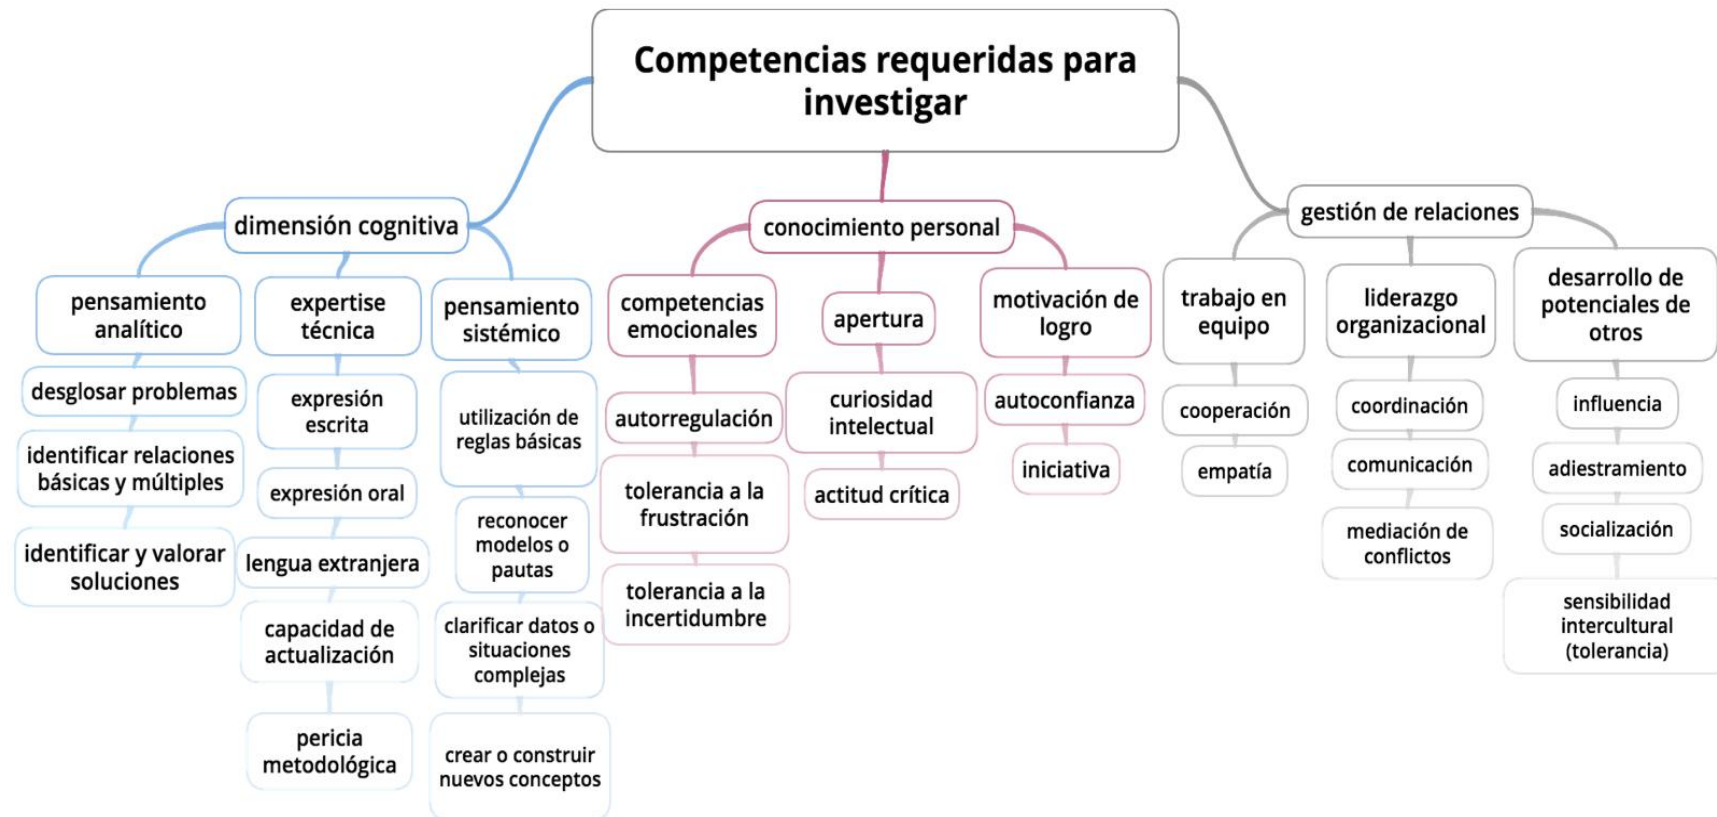 Competencias requeridas para
investigar
dimensión cognitiva
pensamiento
analítico
desglosar problemas
identificar relaciones
básicas y múltiples
identificar y valorar
soluciones
expertise
técnica
expresión
escrita
expresión oral
lengua extranjera
capacidad de
actualización
pericia
metodológica
pensamiento
sistémico
utilización de
reglas básicas
reconocer
modelos o
pautas
clarificar datos o
situaciones
complejas
crear o construir
nuevos conceptos
conocimiento personal
competencias
emocionales
autorregulación
tolerancia a la
frustración
tolerancia a la
incertidumbre
apertura
curiosidad
intelectual
actitud crítica
motivación de
logro
autoconfianza
iniciativa
gestión de relaciones
trabajo en
equipo
cooperación
empatía
liderazgo
organizacional
coordinación
comunicación
mediación de
conflictos
desarrollo de
potenciales de
otros
influencia
adiestramiento
socialización
sensibilidad
intercultural
(tolerancia)